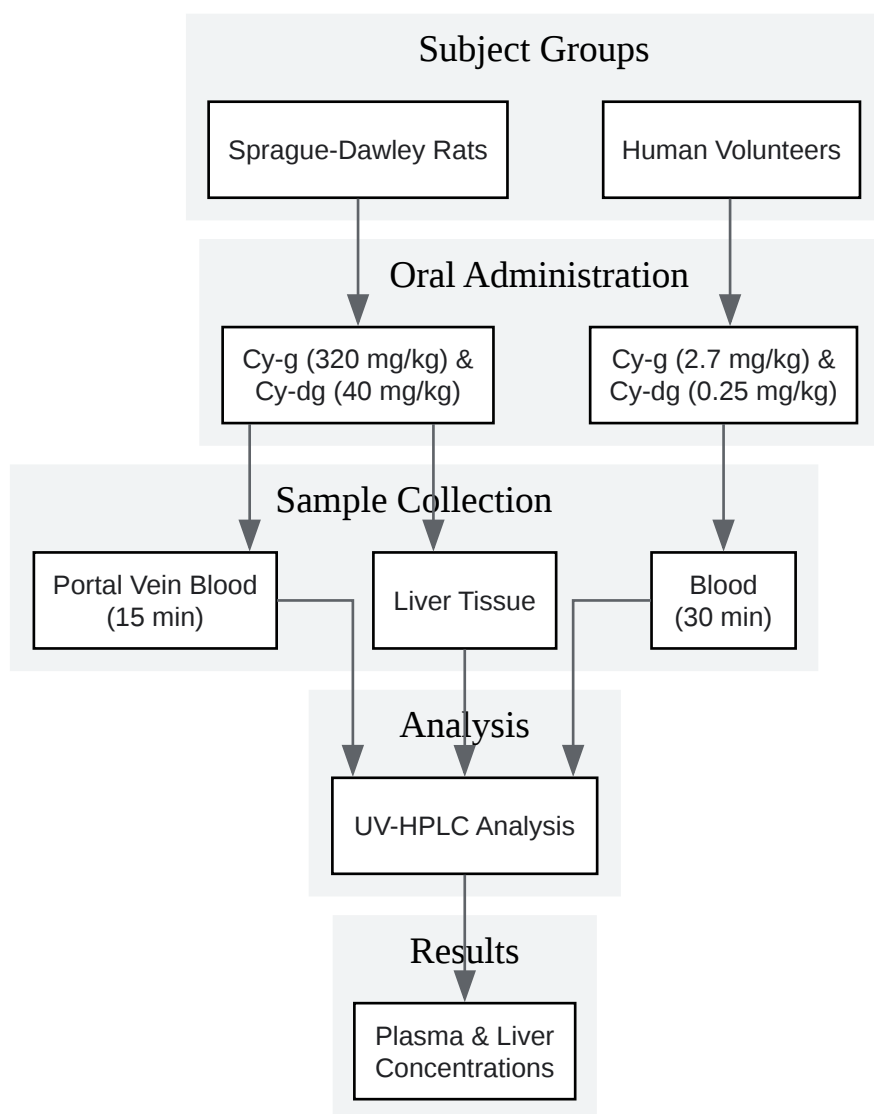 Subject Groups
Sprague-Dawley Rats
Human Volunteers
Oral Administration
Cy-g (320 mg/kg) &
Cy-dg (40 mg/kg)
Cy-g (2.7 mg/kg) &
Cy-dg (0.25 mg/kg)
Sample Collection
Portal Vein Blood
(15 min)
Liver Tissue
Blood
(30 min)
Analysis
UV-HPLC Analysis
Results
Plasma & Liver
Concentrations